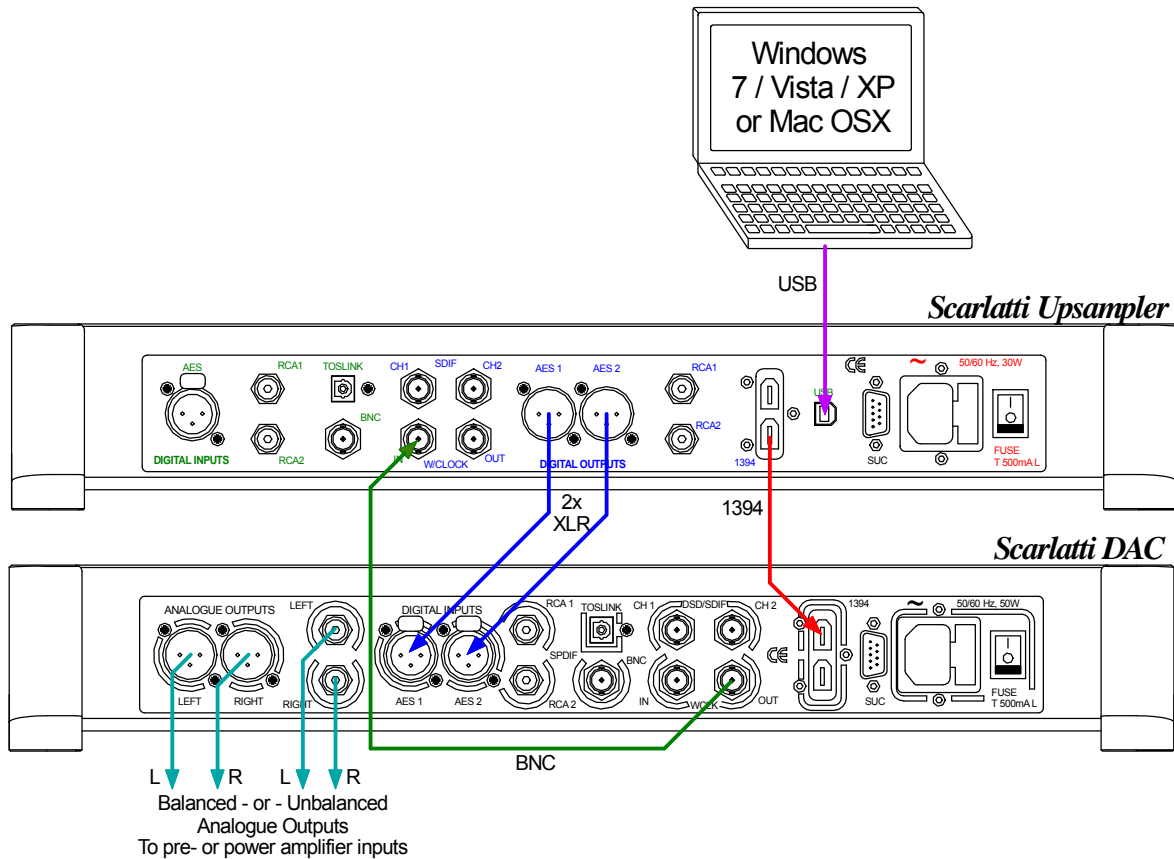 Windows
7 / Vista / XP
or Mac OSX
USB
Scarlatti Upsampler
AES
RCA1
TOSLINK
CH1
SDIF
CH2
AES 1
AES 2
RCA1
USB
CE
~
50/60 Hz, 30W
BNC
DIGITAL INPUTS
RCA2
IN
W/CLOCK
OUT
DIGITAL OUTPUTS
RCA2
1394
SUC
FUSE
T 500mA L
2x
XLR
1394
Scarlatti DAC
ANALOGUE OUTPUTS
LEFT
DIGITAL INPUTS
RCA 1
TOSLINK
CH 1
DSD/SDIF
CH 2
1394
~
50/60 Hz, 50W
SPDIF
BNC
CE
LEFT
RIGHT
RIGHT
AES 1
AES 2
RCA 2
IN
WCLK
OUT
SUC
FUSE
T 500mA L
BNC
L
R
L
R
Balanced - or - Unbalanced
Analogue Outputs
To pre- or power amplifier inputs